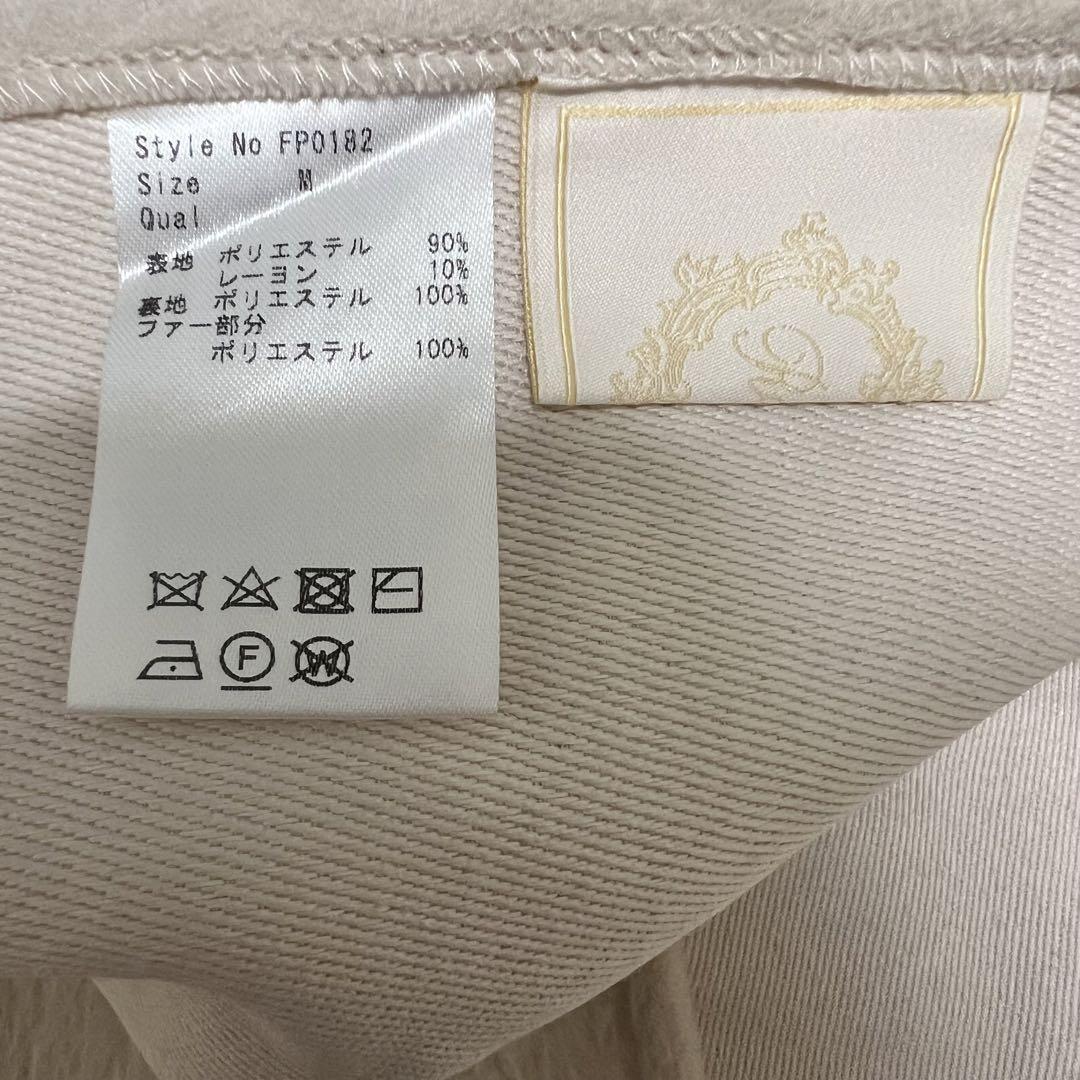 Style No FP0182
Size M
Qual
表地 ポリエステル 90%
レーヨン 10%
裏地 ポリエステル 100%
ファー部分
ポリエステル 100%
F
W